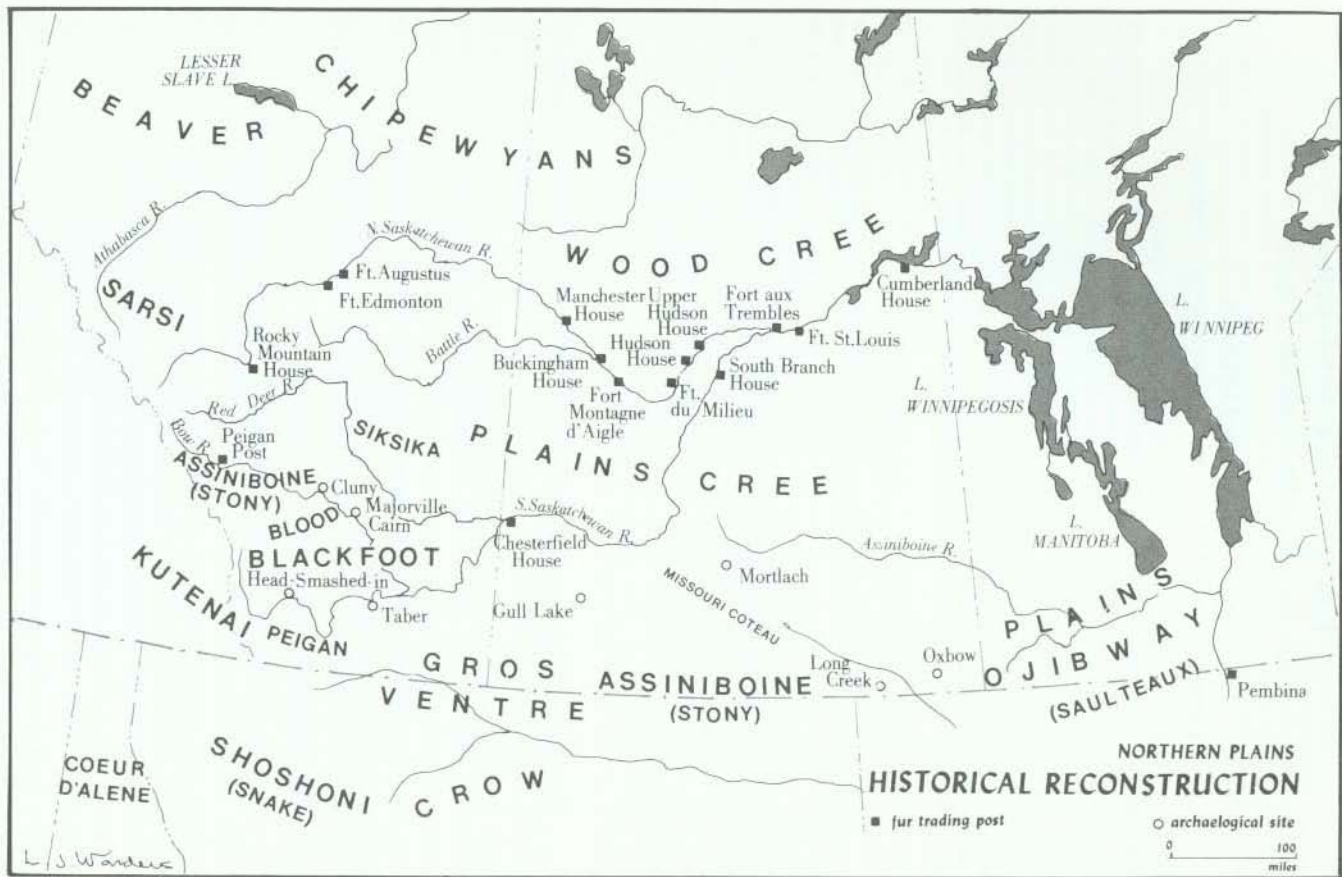 LESSER
SLAVE L.
BEAVER
CHIPEWYANS
Athabasca R.
N. Saskatchewan R.
WOOD CREE
SARSI
Ft. Augustus
Ft. Edmonton
Cumberland
House
Manchester
House
Upper
Hudson
House
Fort aux
Trembles
L.
WINNIPEG
Rocky
Mountain
House
Battle R.
Hudson
House
Ft. St. Louis
Buckingham
House
South Branch
House
L.
WINNIPEGOSIS
Red Deer R.
Fort
Montagne
d'Aigle
Ft.
du Milieu
Bow R.
Peigan
Post
SIKSIKA
PLAINS CREE
ASSINIBOINE
(STONY)
Cluny
BLOOD
Majorville
Cairn
S. Saskatchewan R.
Chesterfield
House
Assiniboine R.
L.
MANITOBA
BLACKFOOT
Head-Smashed-in
Mortlach
KUTENAI
Taber
Gull Lake
MISSOURI COTEAU
PEIGAN
PLAINS
OJIBWAY
(SAULTEAUX)
GROS
VENTRE
ASSINIBOINE
(STONY)
Long
Creek
Oxbow
Pembina
COEUR
D'ALENE
SHOSHONI
(SNAKE)
CROW
NORTHERN PLAINS
HISTORICAL RECONSTRUCTION
fur trading post
archaelogical site
0 100
miles
L J Warders